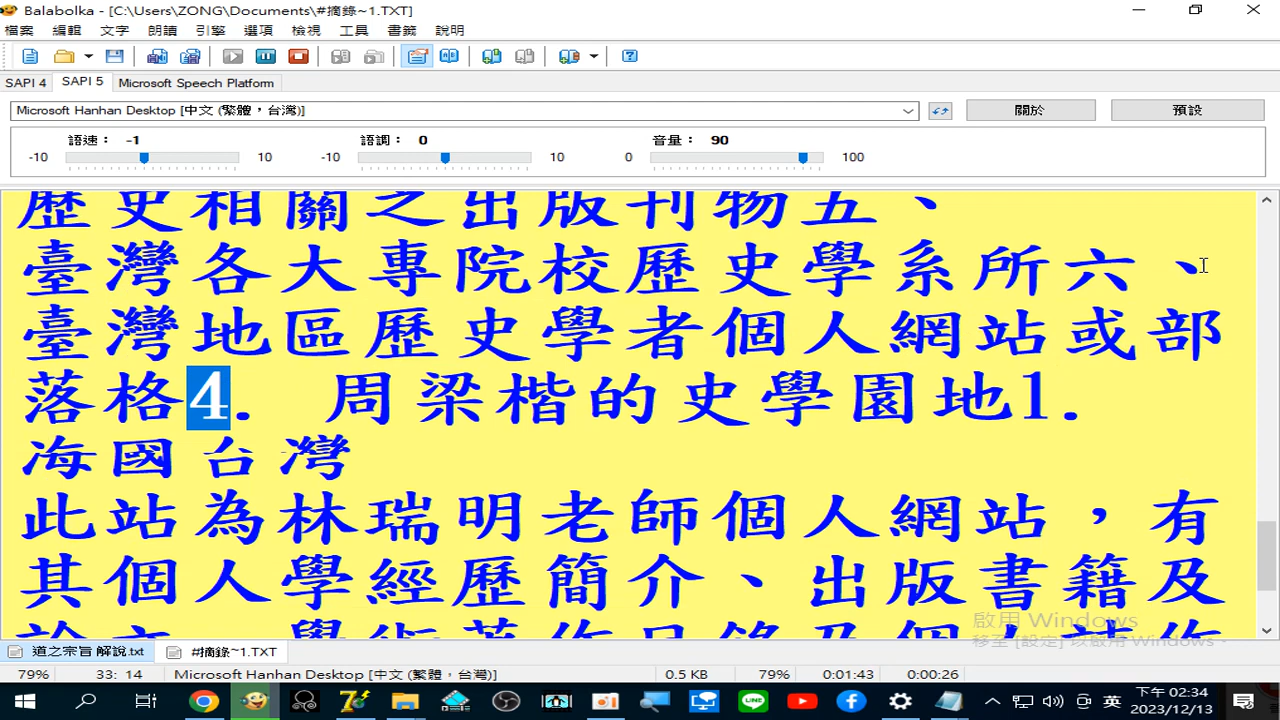 Balabolka - [C:\Users\ZONG\Documents\#摘錄~1.TXT]
檔案 編輯 文字 朗讀 引擎 選項 檢視 工具 書籤 說明
SAPI 4 SAPI 5 Microsoft Speech Platform
Microsoft Hanhan Desktop [中文 (繁體，台灣)] 關於 預設
語速： -1 語調： 0 音量： 90
-10 10 -10 10 0 100
歷史相關之出版刊物五、
臺灣各大專院校歷史學系所六、
臺灣地區歷史學者個人網站或部
落格4. 周梁楷的史學園地1.
海國台灣
此站為林瑞明老師個人網站，有
其個人學經歷簡介、出版書籍及
啟用 Windows
移至 [設定] 以啟用 Windows。
道之宗旨 解說.txt #摘錄~1.TXT
79% 33: 14 Microsoft Hanhan Desktop [中文 (繁體，台灣)] 0.5 KB 79% 0:01:43 0:00:26
英 下午 02:34
2023/12/13